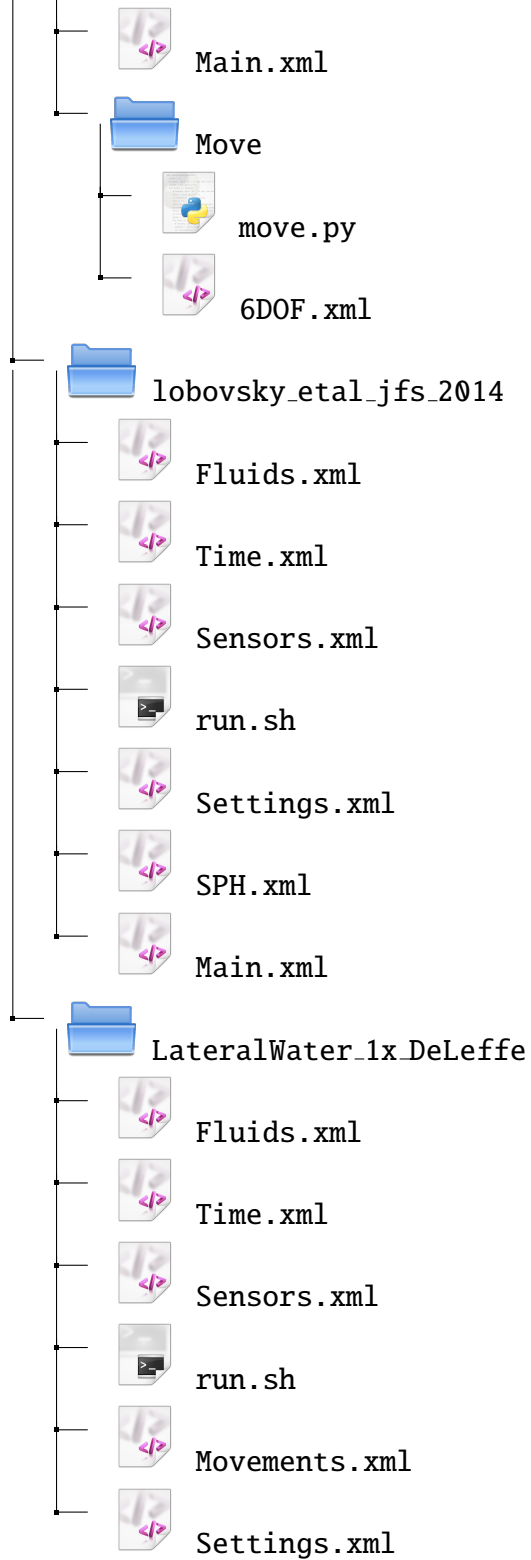 Main.xml
Move
move.py
6DOF.xml
lobovsky_etal_jfs_2014
Fluids.xml
Time.xml
Sensors.xml
run.sh
Settings.xml
SPH.xml
Main.xml
LateralWater_1x_DeLeffe
Fluids.xml
Time.xml
Sensors.xml
run.sh
Movements.xml
Settings.xml